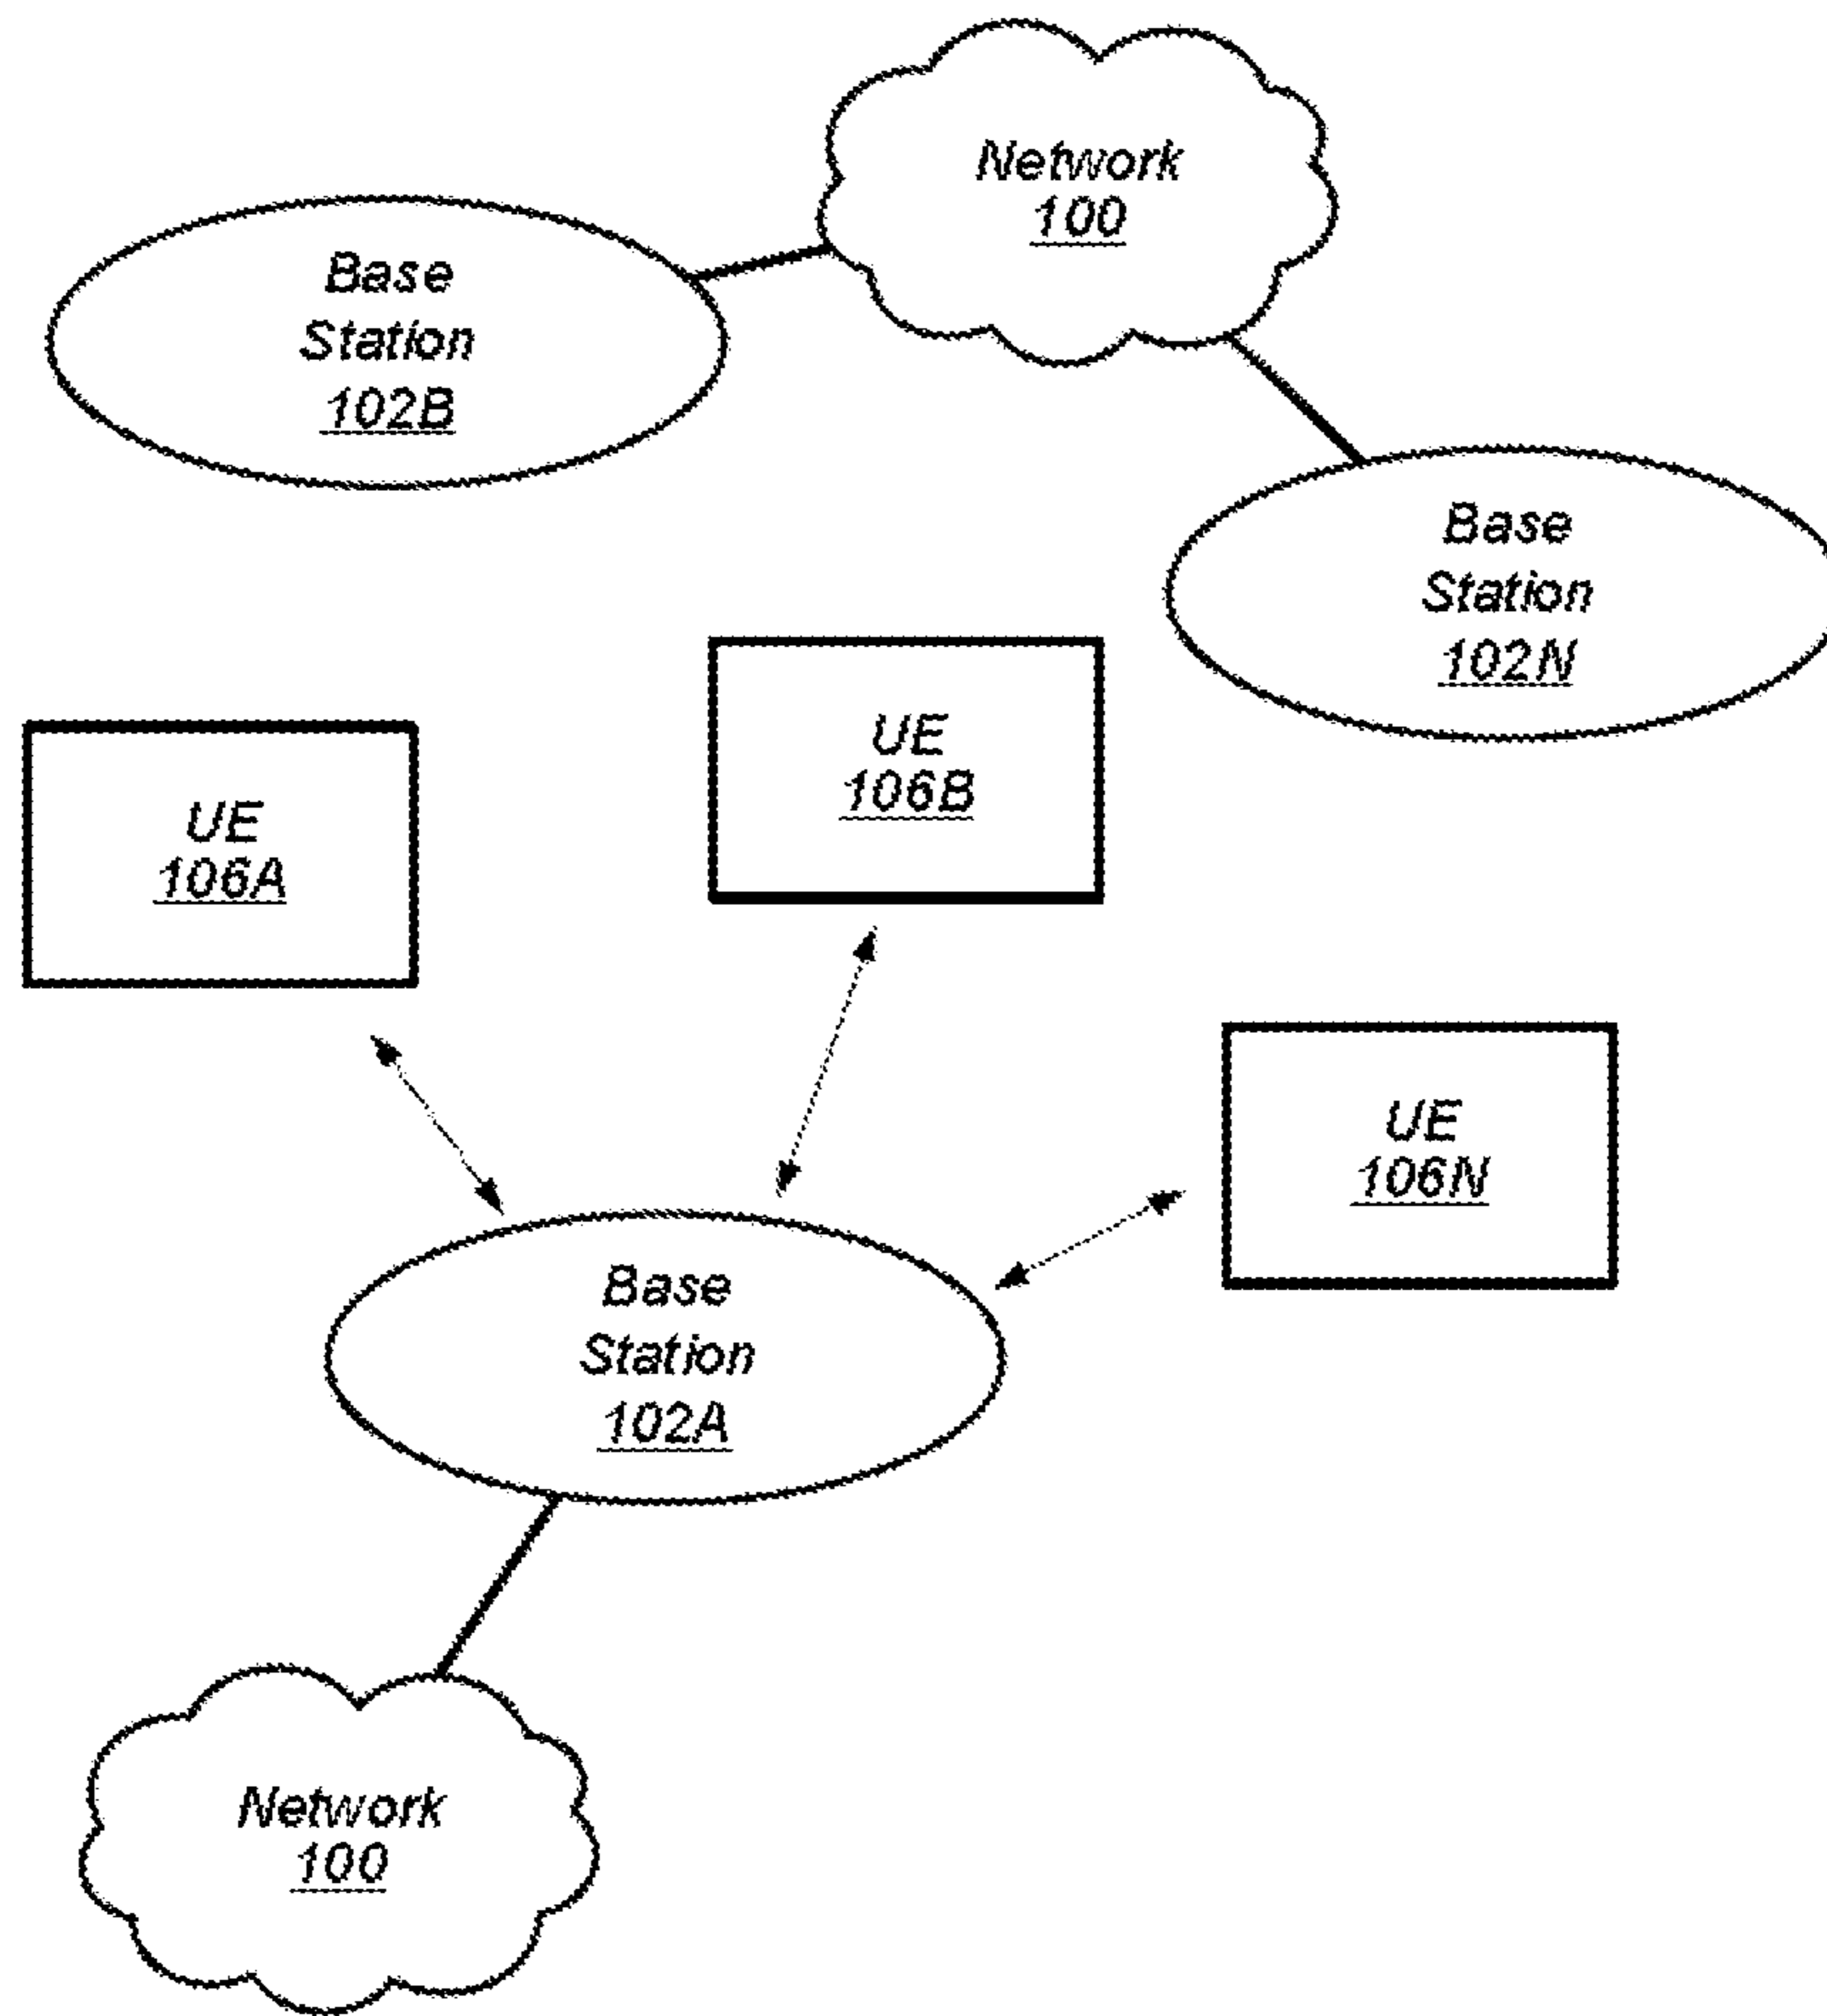 Network
100
Base
Station
102B
Base
Station
102N
UE
106B
UE
106A
UE
106N
Base
Station
102A
Network
100